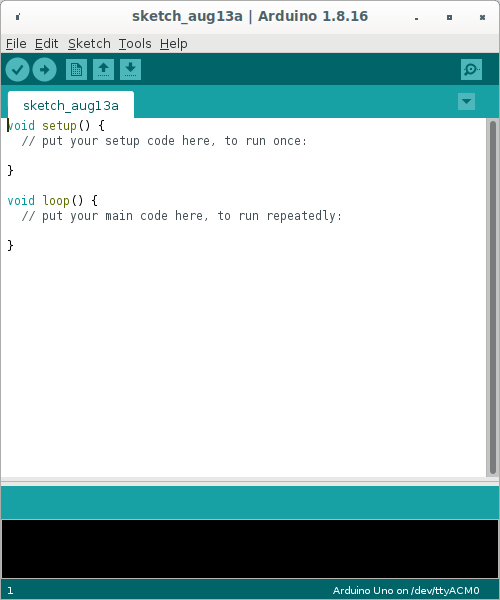 sketch_aug13a | Arduino 1.8.16
File Edit Sketch Tools Help
sketch_aug13a
void setup() {
  // put your setup code here, to run once:
}
void loop() {
  // put your main code here, to run repeatedly:
}
1 Arduino Uno on /dev/ttyACM0